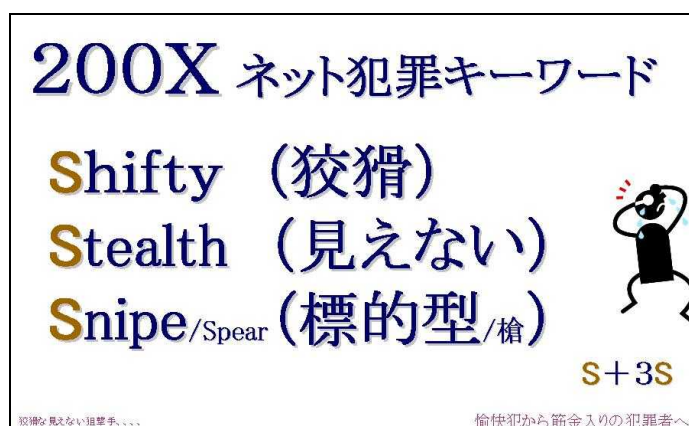 200X ネット犯罪キーワード
Shifty (狡猾)
Stealth (見えない)
Snipe/Spear (標的型/槍)
S+3S
狡猾な見えない狙撃手、、、、
愉快犯から筋金入りの犯罪者へ